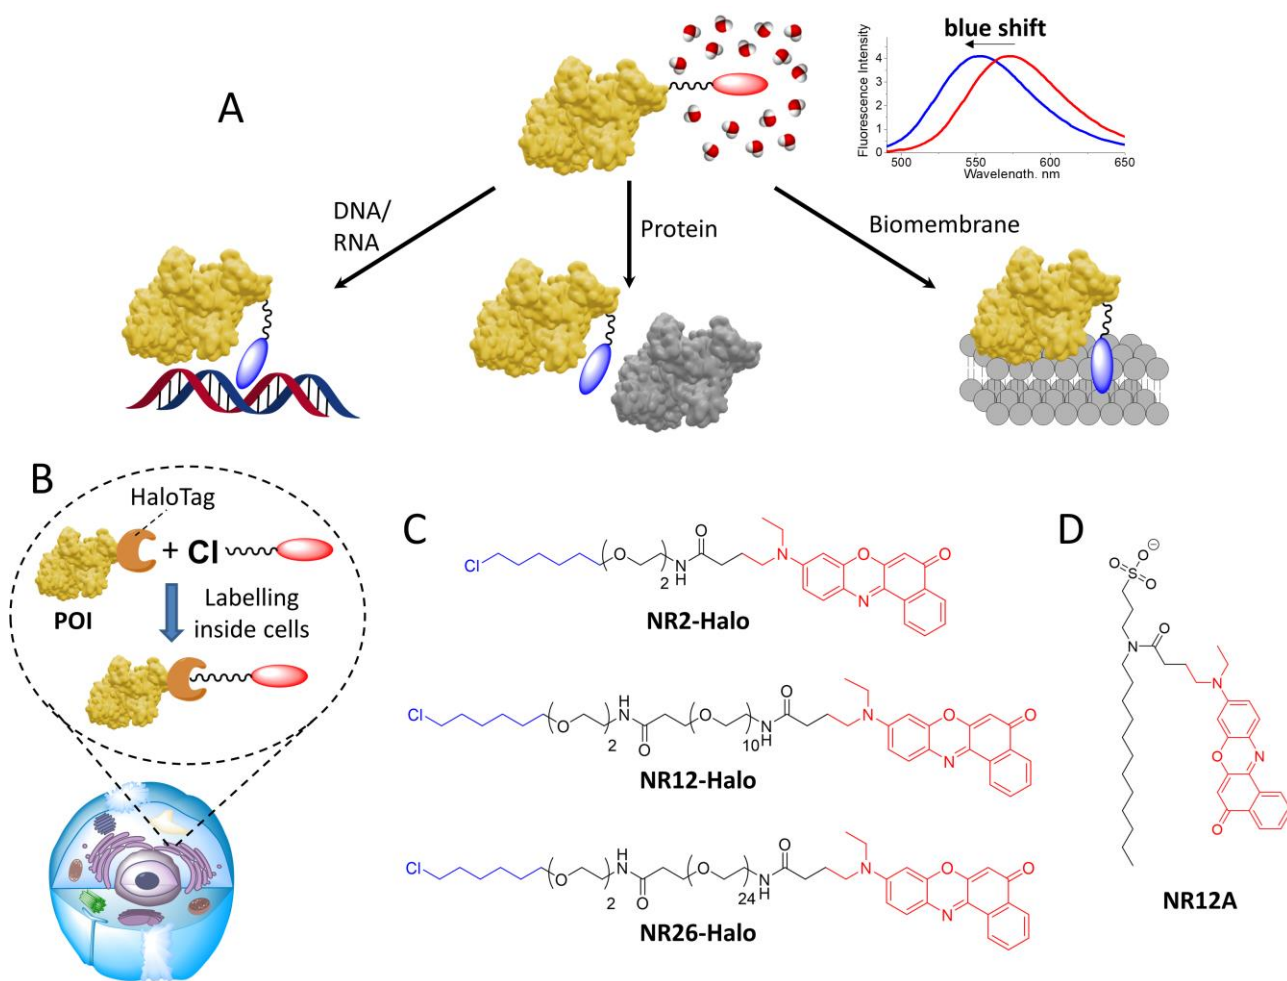 A
blue shift
Fluorescence Intensity
4
3
2
1
0
500
550
600
650
Wavelength, nm
DNA/
RNA
Protein
Biomembrane
B
HaloTag
+ Cl
POI
Labelling
inside cells
C
Cl
O
2
N
H
O
N
O
N
O
NR2-Halo
Cl
O
2
H
N
O
O
10
N
H
O
N
O
N
O
NR12-Halo
Cl
O
2
H
N
O
O
24
N
H
O
N
O
N
O
NR26-Halo
D
O⊖
O
S
O
N
O
N
O
N
O
NR12A